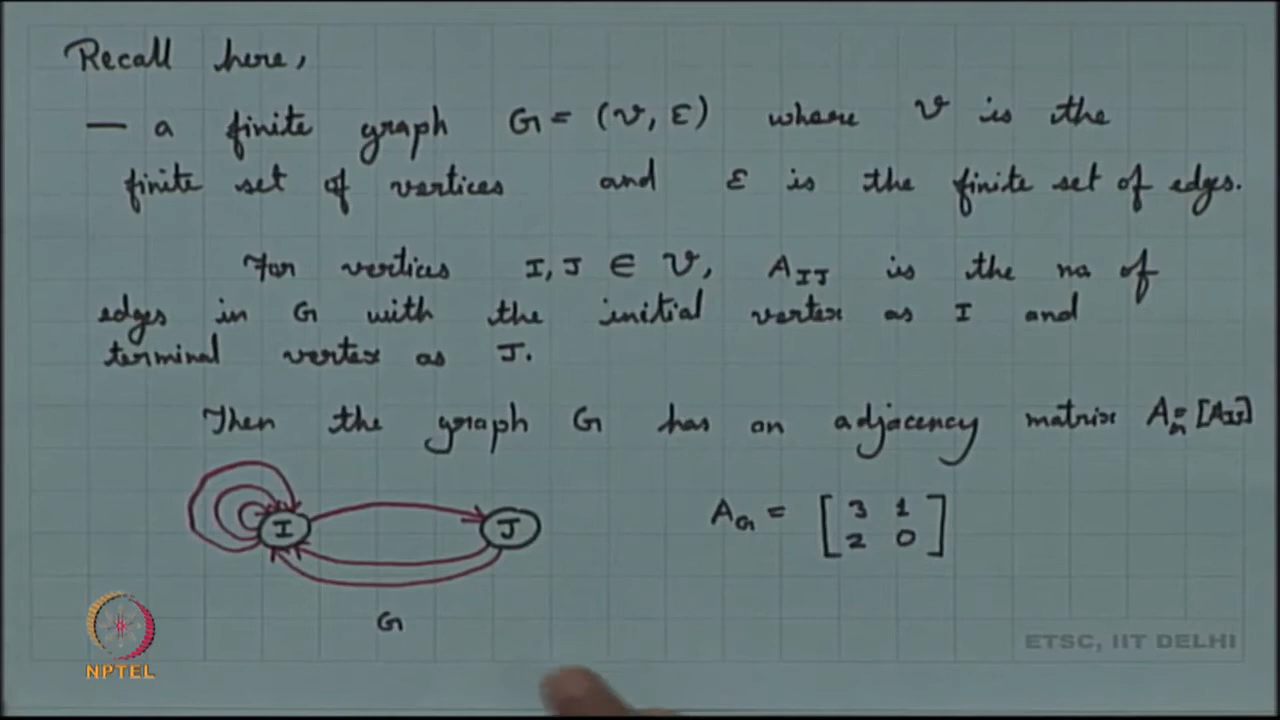 Recall here,
— a finite graph G = (V, ε) where V is the
finite set of vertices and ε is the finite set of edges.
For vertices I, J ∈ V, A_IJ is the no of
edges in G with the initial vertex as I and
terminal vertex as J.
Then the graph G has an adjacency matrix A_G = [A_IJ]
I J
A_G = [ 3 1
2 0 ]
G
NPTEL
ETSC, IIT DELHI